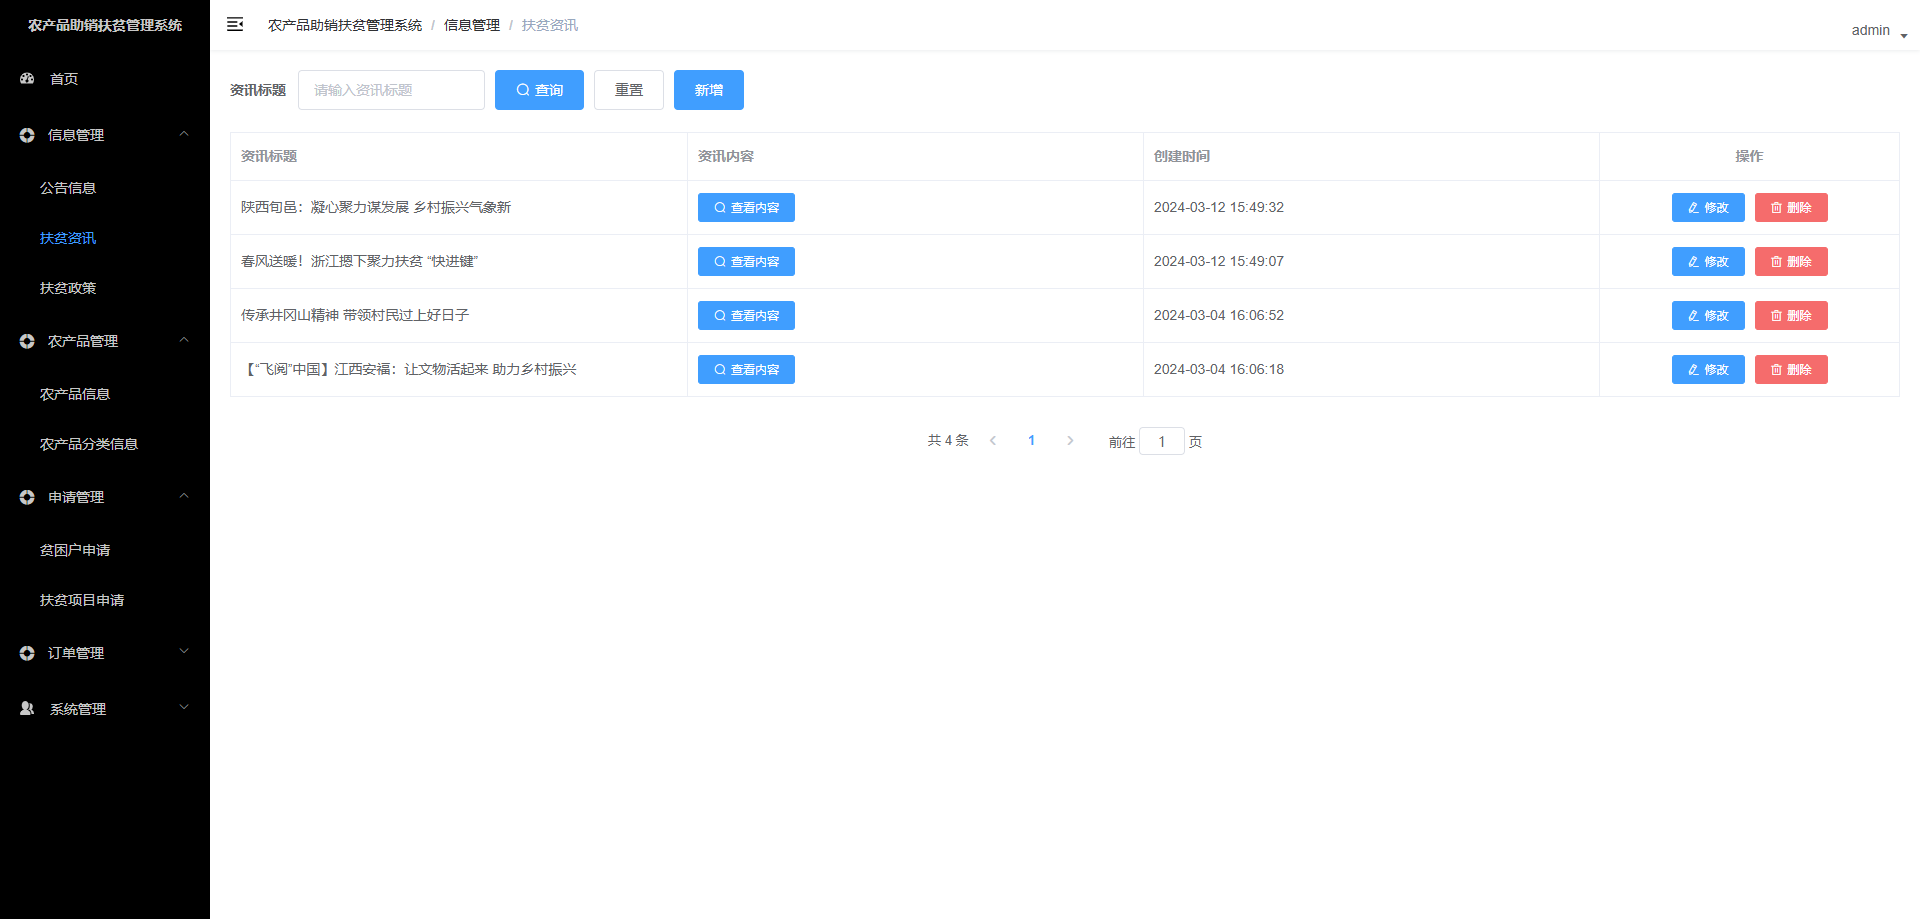 农产品助销扶贫管理系统
农产品助销扶贫管理系统 / 信息管理 / 扶贫资讯
admin
首页
信息管理
公告信息
扶贫资讯
扶贫政策
农产品管理
农产品信息
农产品分类信息
申请管理
贫困户申请
扶贫项目申请
订单管理
系统管理
资讯标题 请输入资讯标题 查询 重置 新增
资讯标题 资讯内容 创建时间 操作
陕西旬邑：凝心聚力谋发展 乡村振兴气象新 查看内容 2024-03-12 15:49:32 修改 删除
春风送暖！浙江摁下聚力扶贫 “快进键” 查看内容 2024-03-12 15:49:07 修改 删除
传承井冈山精神 带领村民过上好日子 查看内容 2024-03-04 16:06:52 修改 删除
【“飞阅”中国】江西安福：让文物活起来 助力乡村振兴 查看内容 2024-03-04 16:06:18 修改 删除
共 4 条 1 前往 1 页